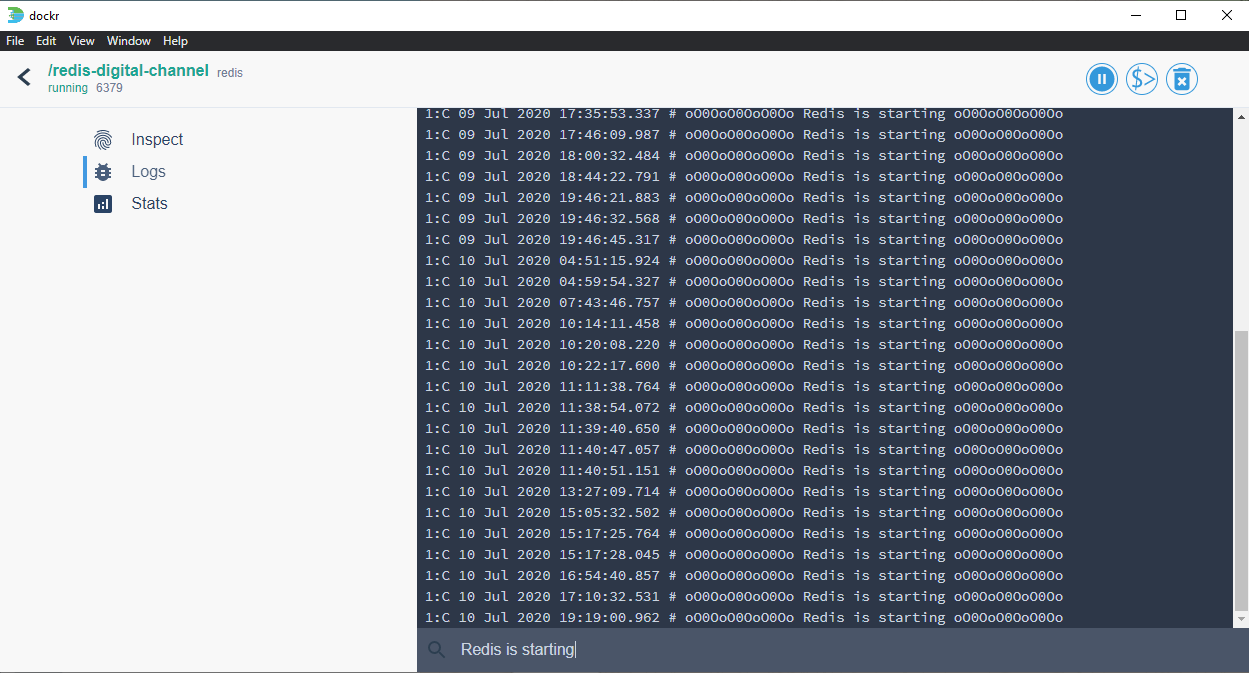 dockr
File Edit View Window Help
/redis-digital-channel redis
running 6379
$>
Inspect
Logs
Stats
1:C 09 Jul 2020 17:35:53.337 # oO0OoO0OoO0Oo Redis is starting oO0OoO0OoO0Oo
1:C 09 Jul 2020 17:46:09.987 # oO0OoO0OoO0Oo Redis is starting oO0OoO0OoO0Oo
1:C 09 Jul 2020 18:00:32.484 # oO0OoO0OoO0Oo Redis is starting oO0OoO0OoO0Oo
1:C 09 Jul 2020 18:44:22.791 # oO0OoO0OoO0Oo Redis is starting oO0OoO0OoO0Oo
1:C 09 Jul 2020 19:46:21.883 # oO0OoO0OoO0Oo Redis is starting oO0OoO0OoO0Oo
1:C 09 Jul 2020 19:46:32.568 # oO0OoO0OoO0Oo Redis is starting oO0OoO0OoO0Oo
1:C 09 Jul 2020 19:46:45.317 # oO0OoO0OoO0Oo Redis is starting oO0OoO0OoO0Oo
1:C 10 Jul 2020 04:51:15.924 # oO0OoO0OoO0Oo Redis is starting oO0OoO0OoO0Oo
1:C 10 Jul 2020 04:59:54.327 # oO0OoO0OoO0Oo Redis is starting oO0OoO0OoO0Oo
1:C 10 Jul 2020 07:43:46.757 # oO0OoO0OoO0Oo Redis is starting oO0OoO0OoO0Oo
1:C 10 Jul 2020 10:14:11.458 # oO0OoO0OoO0Oo Redis is starting oO0OoO0OoO0Oo
1:C 10 Jul 2020 10:20:08.220 # oO0OoO0OoO0Oo Redis is starting oO0OoO0OoO0Oo
1:C 10 Jul 2020 10:22:17.600 # oO0OoO0OoO0Oo Redis is starting oO0OoO0OoO0Oo
1:C 10 Jul 2020 11:11:38.764 # oO0OoO0OoO0Oo Redis is starting oO0OoO0OoO0Oo
1:C 10 Jul 2020 11:38:54.072 # oO0OoO0OoO0Oo Redis is starting oO0OoO0OoO0Oo
1:C 10 Jul 2020 11:39:40.650 # oO0OoO0OoO0Oo Redis is starting oO0OoO0OoO0Oo
1:C 10 Jul 2020 11:40:47.057 # oO0OoO0OoO0Oo Redis is starting oO0OoO0OoO0Oo
1:C 10 Jul 2020 11:40:51.151 # oO0OoO0OoO0Oo Redis is starting oO0OoO0OoO0Oo
1:C 10 Jul 2020 13:27:09.714 # oO0OoO0OoO0Oo Redis is starting oO0OoO0OoO0Oo
1:C 10 Jul 2020 15:05:32.502 # oO0OoO0OoO0Oo Redis is starting oO0OoO0OoO0Oo
1:C 10 Jul 2020 15:17:25.764 # oO0OoO0OoO0Oo Redis is starting oO0OoO0OoO0Oo
1:C 10 Jul 2020 15:17:28.045 # oO0OoO0OoO0Oo Redis is starting oO0OoO0OoO0Oo
1:C 10 Jul 2020 16:54:40.857 # oO0OoO0OoO0Oo Redis is starting oO0OoO0OoO0Oo
1:C 10 Jul 2020 17:10:32.531 # oO0OoO0OoO0Oo Redis is starting oO0OoO0OoO0Oo
1:C 10 Jul 2020 19:19:00.962 # oO0OoO0OoO0Oo Redis is starting oO0OoO0OoO0Oo
Redis is starting